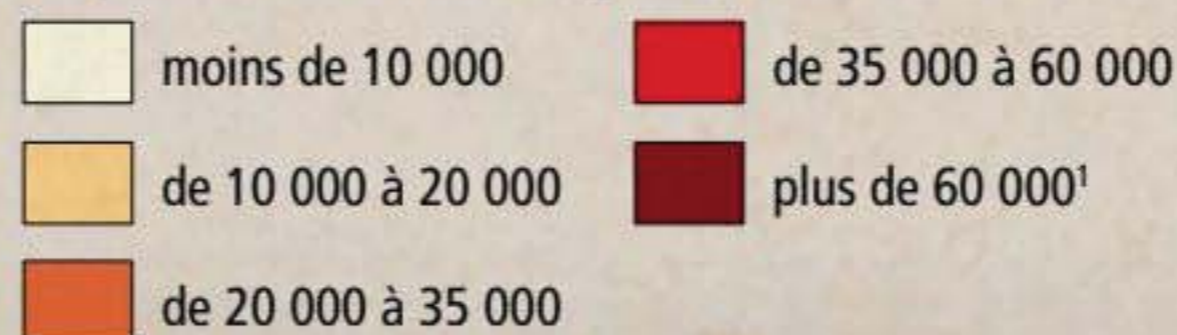 moins de 10 000
de 10 000 à 20 000
de 20 000 à 35 000
de 35 000 à 60 000
plus de 60 000¹